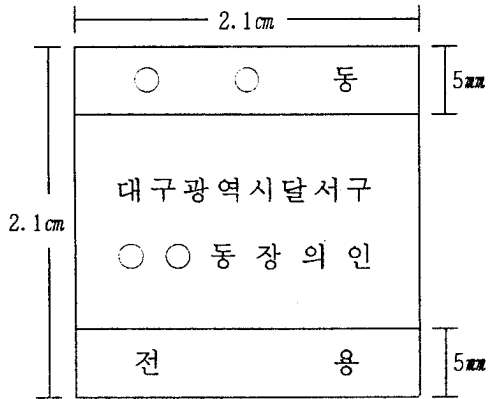 2.1㎝
○ ○ 동
5㎜
대구광역시달서구
2.1㎝
○○동장의인
전 용
5㎜